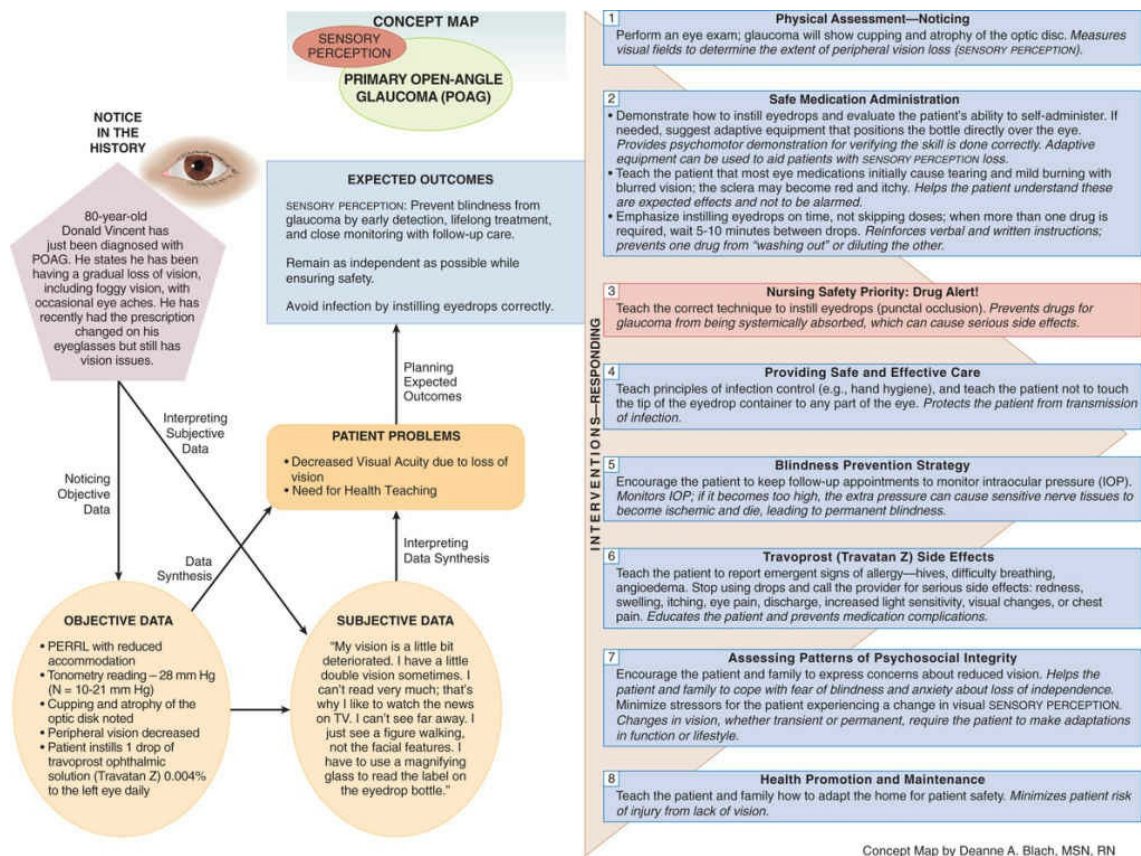 CONCEPT MAP
SENSORY
PERCEPTION
PRIMARY OPEN-ANGLE
GLAUCOMA (POAG)
NOTICE
IN THE
HISTORY
80-year-old
Donald Vincent has
just been diagnosed with
POAG. He states he has been
having a gradual loss of vision,
including foggy vision, with
occasional eye aches. He has
recently had the prescription
changed on his
eyeglasses but still has
vision issues.
EXPECTED OUTCOMES
SENSORY PERCEPTION: Prevent blindness from
glaucoma by early detection, lifelong treatment,
and close monitoring with follow-up care.
Remain as independent as possible while
ensuring safety.
Avoid infection by instilling eyedrops correctly.
Planning
Expected
Outcomes
Interpreting
Subjective
Data
Noticing
Objective
Data
PATIENT PROBLEMS
• Decreased Visual Acuity due to loss of
vision
• Need for Health Teaching
Data
Synthesis
Interpreting
Data Synthesis
OBJECTIVE DATA
• PERRL with reduced
accommodation
• Tonometry reading – 28 mm Hg
(N = 10-21 mm Hg)
• Cupping and atrophy of the
optic disk noted
• Peripheral vision decreased
• Patient instills 1 drop of
travoprost ophthalmic
solution (Travatan Z) 0.004%
to the left eye daily
SUBJECTIVE DATA
“My vision is a little bit
deteriorated. I have a little
double vision sometimes. I
can’t read very much; that’s
why I like to watch the news
on TV. I can’t see far away. I
just see a figure walking,
not the facial features. I
have to use a magnifying
glass to read the label on
the eyedrop bottle.”
INTERVENTIONS—RESPONDING
1
Physical Assessment—Noticing
Perform an eye exam; glaucoma will show cupping and atrophy of the optic disc. Measures
visual fields to determine the extent of peripheral vision loss (SENSORY PERCEPTION).
2
Safe Medication Administration
• Demonstrate how to instill eyedrops and evaluate the patient’s ability to self-administer. If
needed, suggest adaptive equipment that positions the bottle directly over the eye.
Provides psychomotor demonstration for verifying the skill is done correctly. Adaptive
equipment can be used to aid patients with SENSORY PERCEPTION loss.
• Teach the patient that most eye medications initially cause tearing and mild burning with
blurred vision; the sclera may become red and itchy. Helps the patient understand these
are expected effects and not to be alarmed.
• Emphasize instilling eyedrops on time, not skipping doses; when more than one drug is
required, wait 5-10 minutes between drops. Reinforces verbal and written instructions;
prevents one drug from “washing out” or diluting the other.
3
Nursing Safety Priority: Drug Alert!
Teach the correct technique to instill eyedrops (punctal occlusion). Prevents drugs for
glaucoma from being systemically absorbed, which can cause serious side effects.
4
Providing Safe and Effective Care
Teach principles of infection control (e.g., hand hygiene), and teach the patient not to touch
the tip of the eyedrop container to any part of the eye. Protects the patient from transmission
of infection.
5
Blindness Prevention Strategy
Encourage the patient to keep follow-up appointments to monitor intraocular pressure (IOP).
Monitors IOP; if it becomes too high, the extra pressure can cause sensitive nerve tissues to
become ischemic and die, leading to permanent blindness.
6
Travoprost (Travatan Z) Side Effects
Teach the patient to report emergent signs of allergy—hives, difficulty breathing,
angioedema. Stop using drops and call the provider for serious side effects: redness,
swelling, itching, eye pain, discharge, increased light sensitivity, visual changes, or chest
pain. Educates the patient and prevents medication complications.
7
Assessing Patterns of Psychosocial Integrity
Encourage the patient and family to express concerns about reduced vision. Helps the
patient and family to cope with fear of blindness and anxiety about loss of independence.
Minimize stressors for the patient experiencing a change in visual SENSORY PERCEPTION.
Changes in vision, whether transient or permanent, require the patient to make adaptations
in function or lifestyle.
8
Health Promotion and Maintenance
Teach the patient and family how to adapt the home for patient safety. Minimizes patient risk
of injury from lack of vision.
Concept Map by Deanne A. Blach, MSN, RN